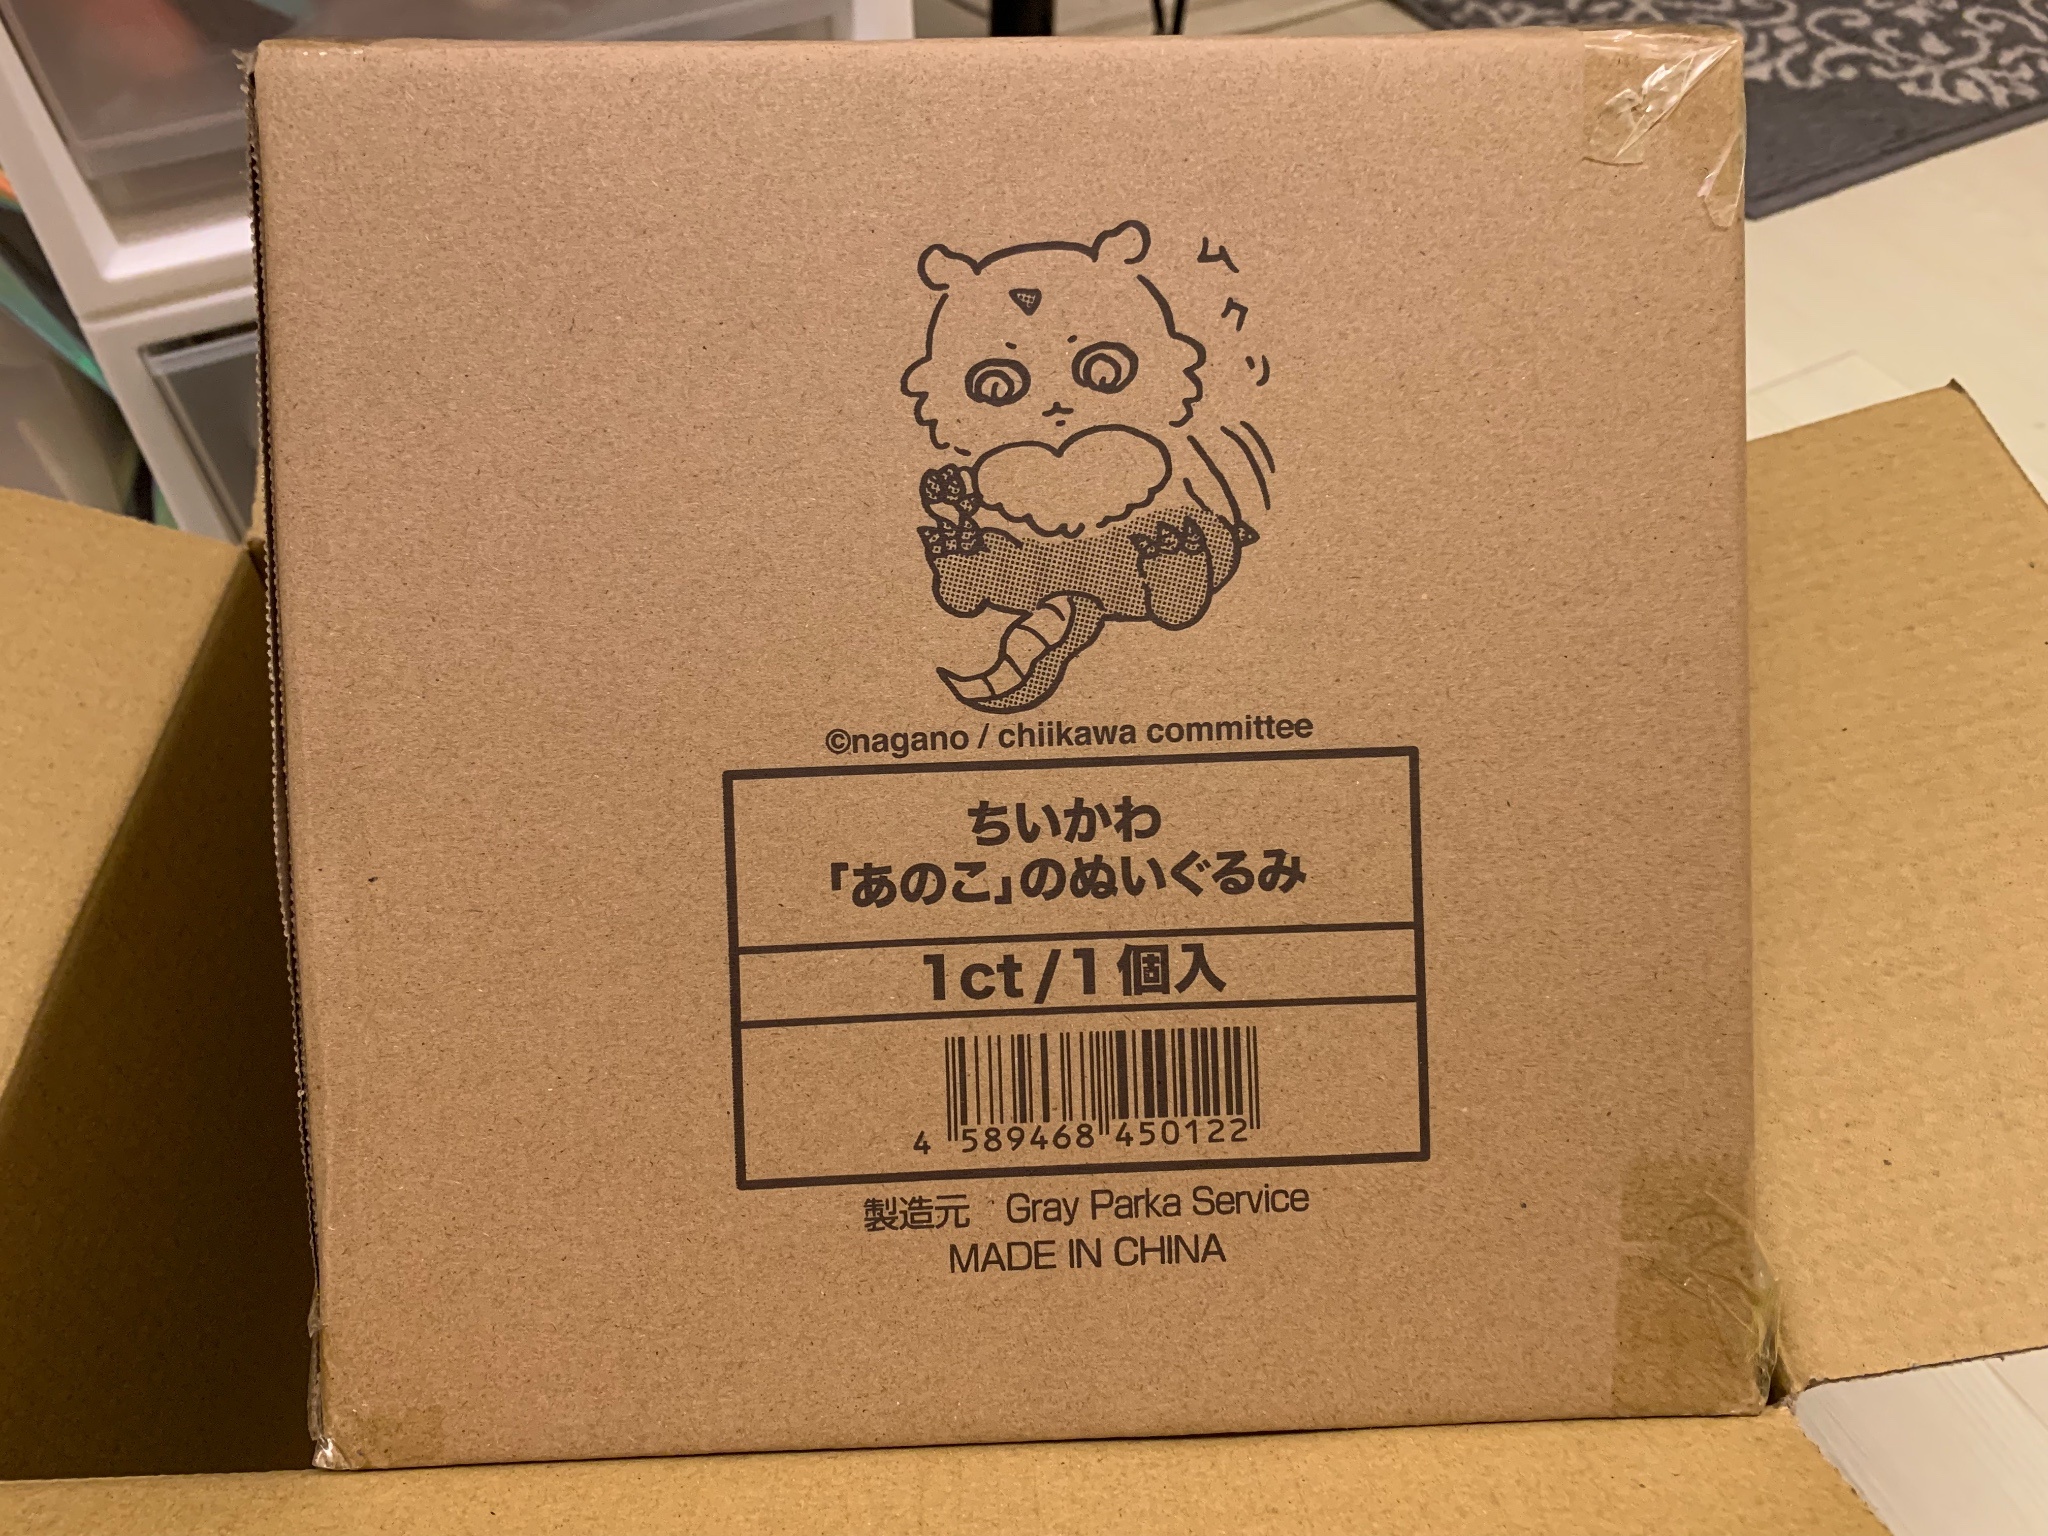 ムクリ
©nagano / chiikawa committee
ちいかわ
「あのこ」のぬいぐるみ
1ct/1個入
4 589468 450122
製造元 Gray Parka Service
MADE IN CHINA